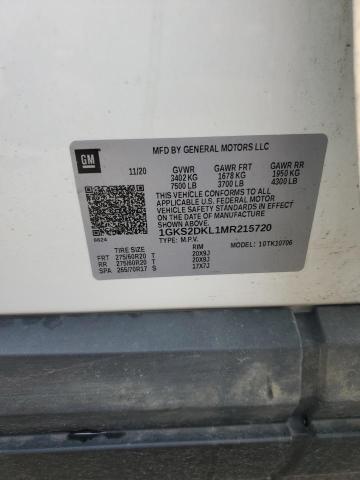 GM
MFD BY GENERAL MOTORS LLC
11/20 GVWR GAWR FRT GAWR RR
3402 KG 1678 KG 1950 KG
7500 LB 3700 LB 4300 LB
THIS VEHICLE CONFORMS TO ALL
APPLICABLE U.S. FEDERAL MOTOR
VEHICLE SAFETY STANDARDS IN EFFECT ON
THE DATE OF MANUFACTURE SHOWN ABOVE.
1GKS2DKL1MR215720
0824 TYPE: M.P.V. MODEL: 1GTK10706
TIRE SIZE RIM
FRT 275/60R20 T 20X9J
RR 275/60R20 T 20X9J
SPA 265/70R17 S 17X7J